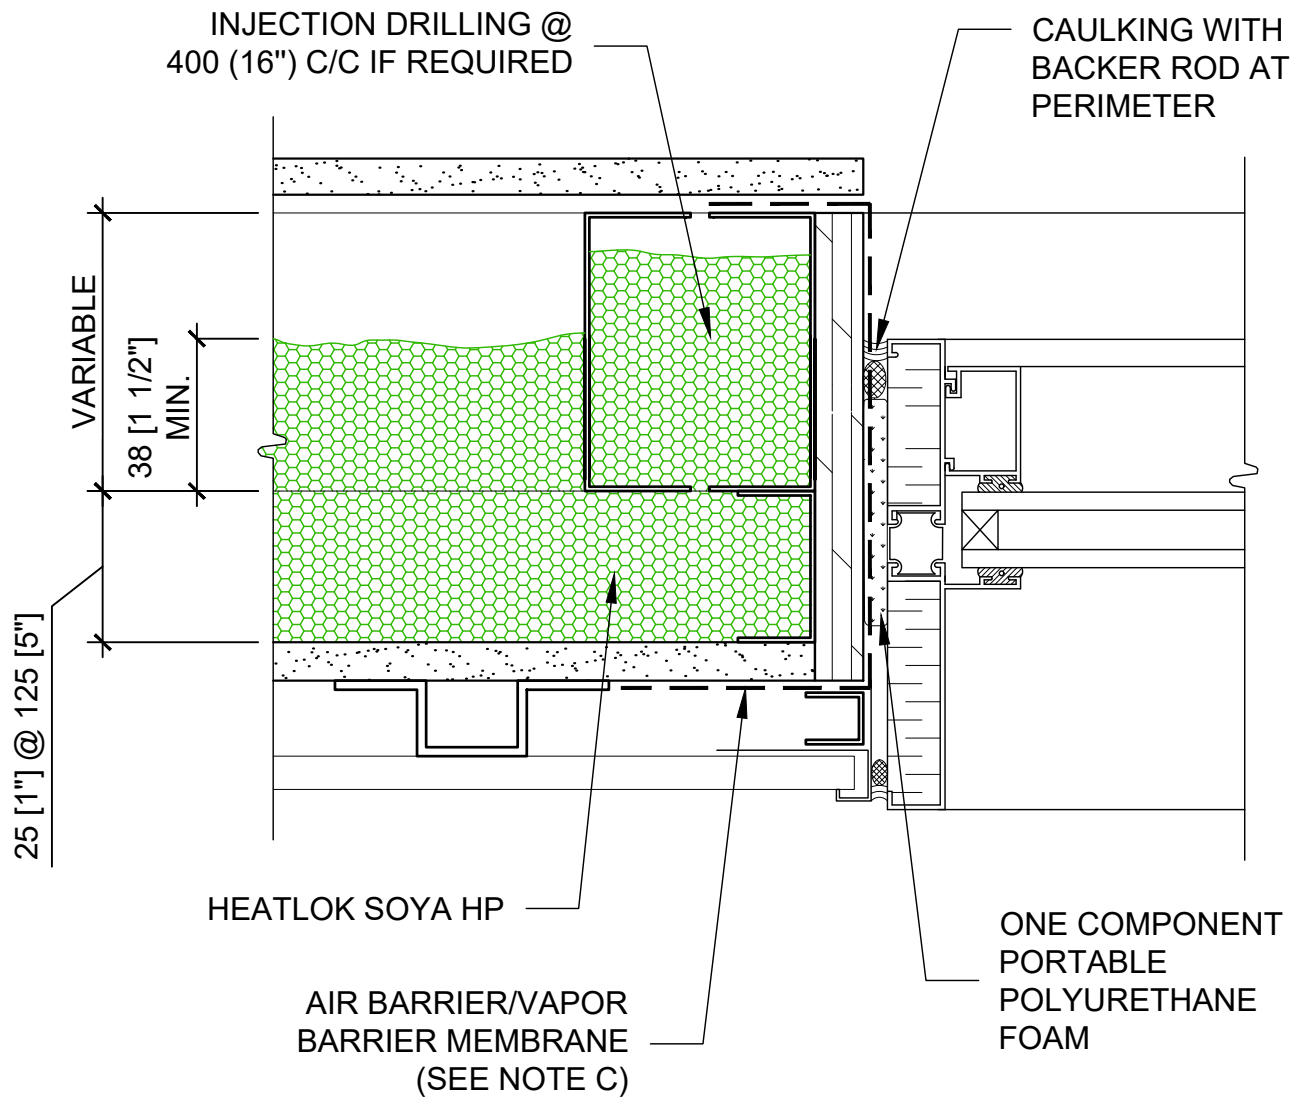 INJECTION DRILLING @
400 (16") C/C IF REQUIRED
CAULKING WITH
BACKER ROD AT
PERIMETER
VARIABLE
38 [1 1/2"]
MIN.
25 [1"] @ 125 [5"]
HEATLOK SOYA HP
AIR BARRIER/VAPOR
BARRIER MEMBRANE
(SEE NOTE C)
ONE COMPONENT
PORTABLE
POLYURETHANE
FOAM